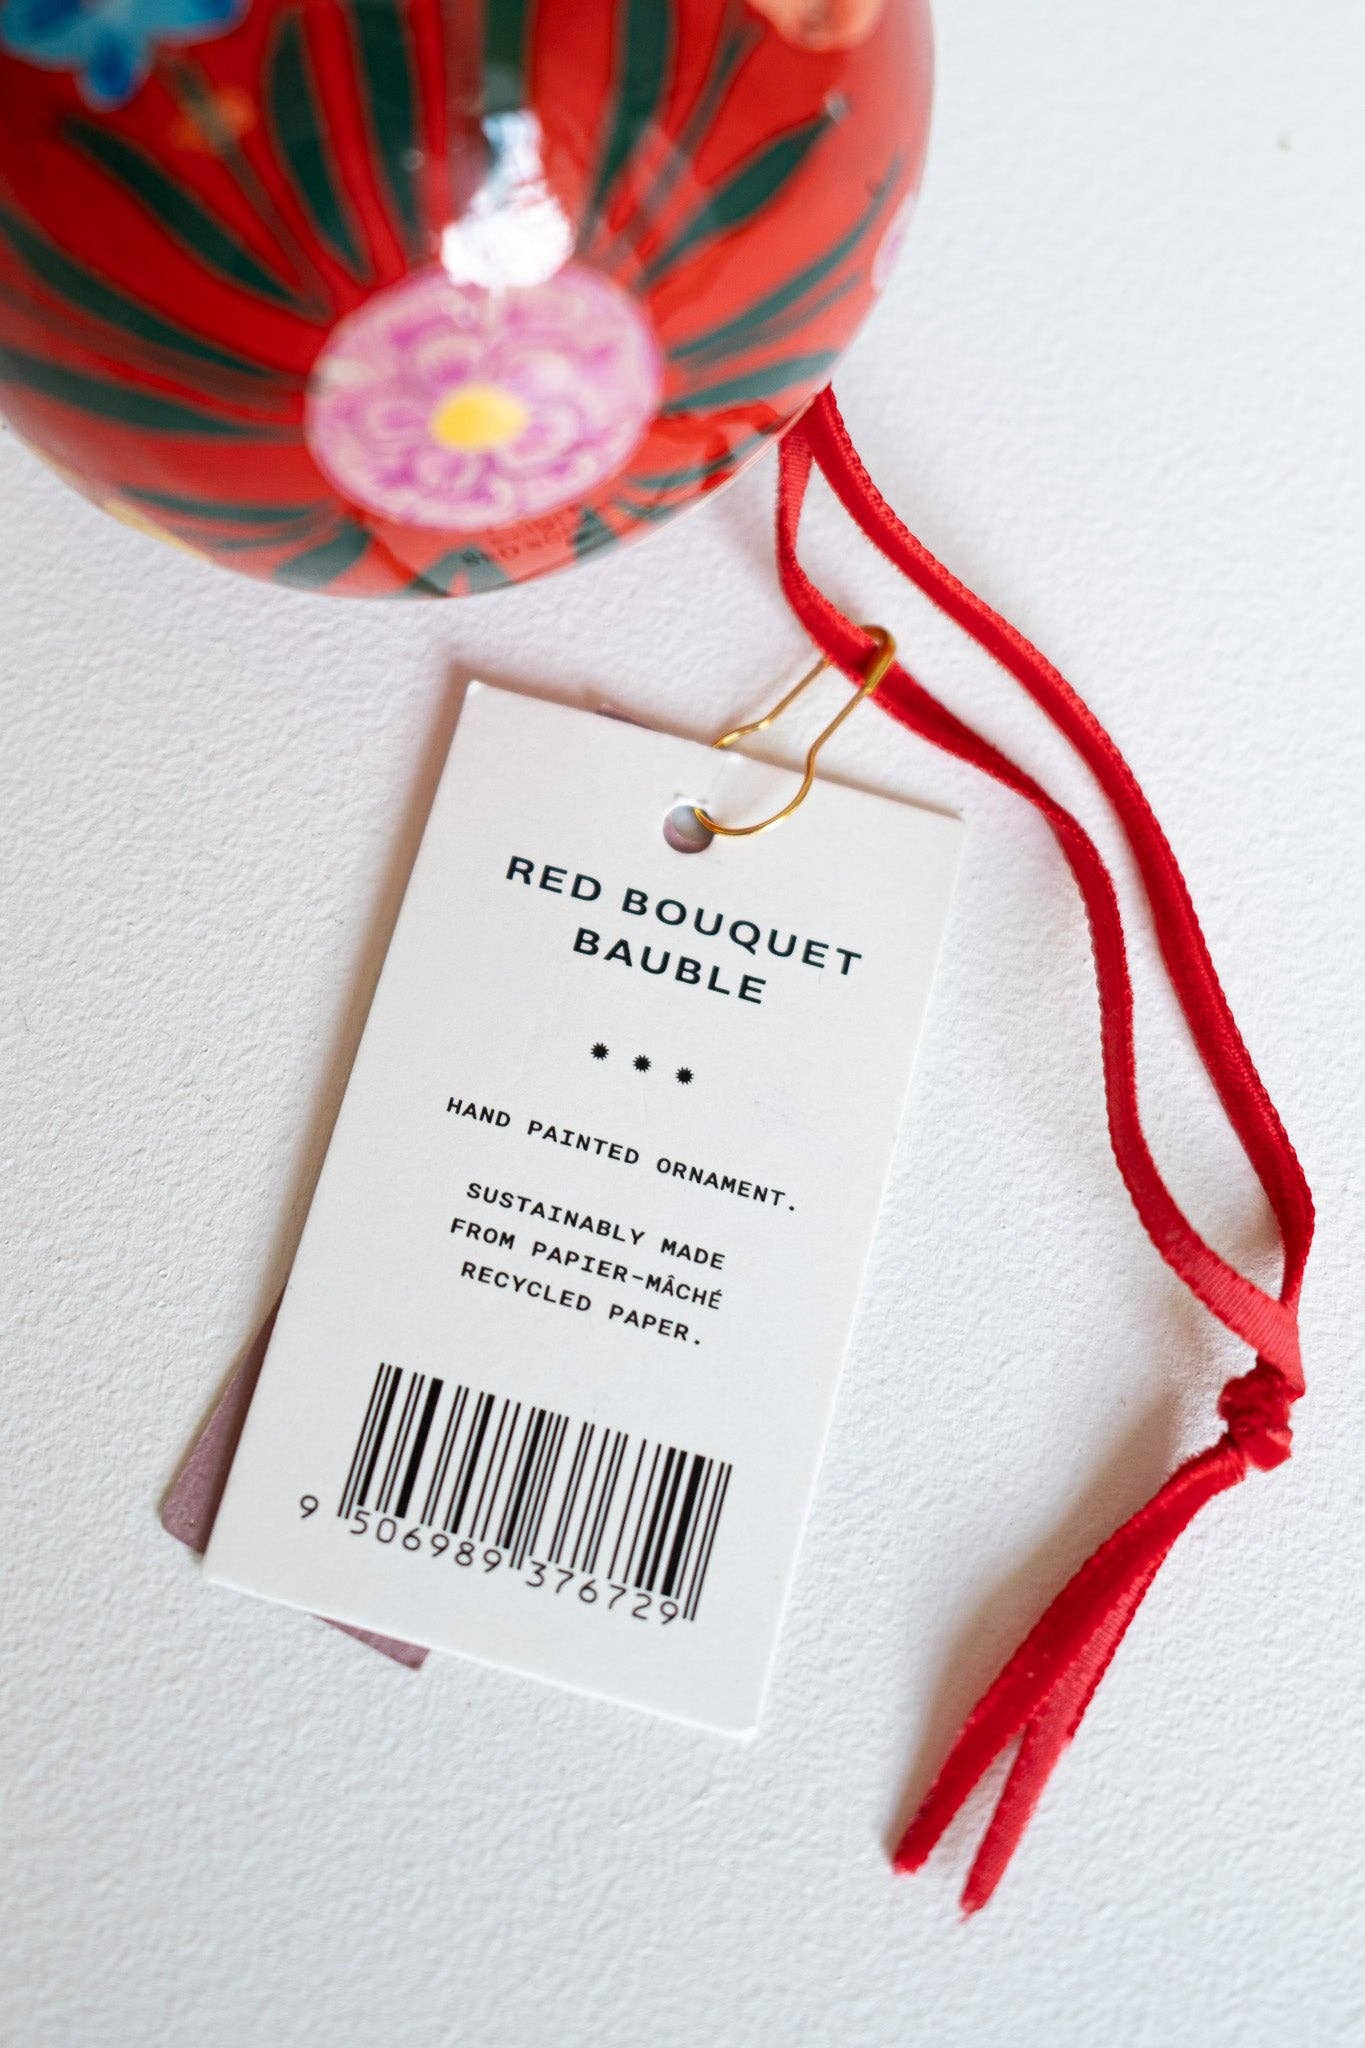 RED BOUQUET
BAUBLE
HAND PAINTED ORNAMENT.
SUSTAINABLY MADE
FROM PAPIER-MÂCHÉ
RECYCLED PAPER.
9 506989 376729